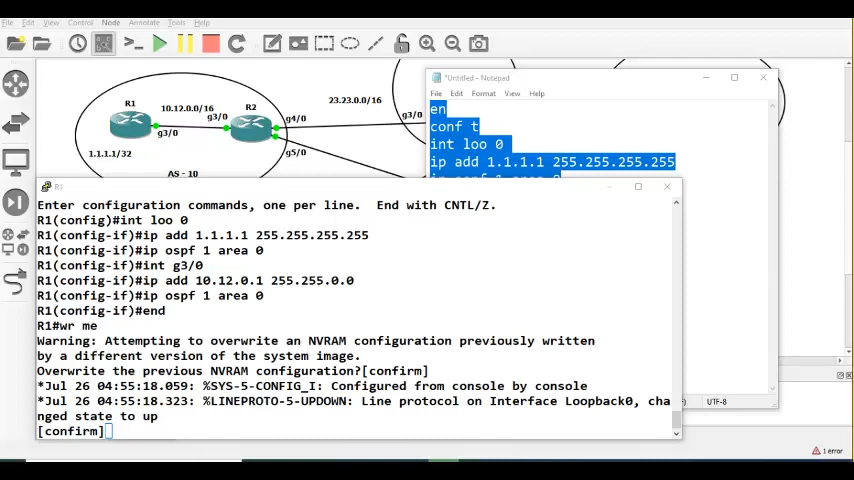 File Edit View Control Node Annotate Tools Help
R1
10.12.0.0/16
g3/0
R2
g4/0
23.23.0.0/16
g3/0
g3/0
g5/0
1.1.1.1/32
AS - 10
*Untitled - Notepad
File Edit Format View Help
en
conf t
int loo 0
ip add 1.1.1.1 255.255.255.255
ip ospf 1 area 0
R1
Enter configuration commands, one per line. End with CNTL/Z.
R1(config)#int loo 0
R1(config-if)#ip add 1.1.1.1 255.255.255.255
R1(config-if)#ip ospf 1 area 0
R1(config-if)#int g3/0
R1(config-if)#ip add 10.12.0.1 255.255.0.0
R1(config-if)#ip ospf 1 area 0
R1(config-if)#end
R1#wr me
Warning: Attempting to overwrite an NVRAM configuration previously written
by a different version of the system image.
Overwrite the previous NVRAM configuration?[confirm]
*Jul 26 04:55:18.059: %SYS-5-CONFIG_I: Configured from console by console
*Jul 26 04:55:18.323: %LINEPROTO-5-UPDOWN: Line protocol on Interface Loopback0, cha
nged state to up
[confirm]
UTF-8
1 error